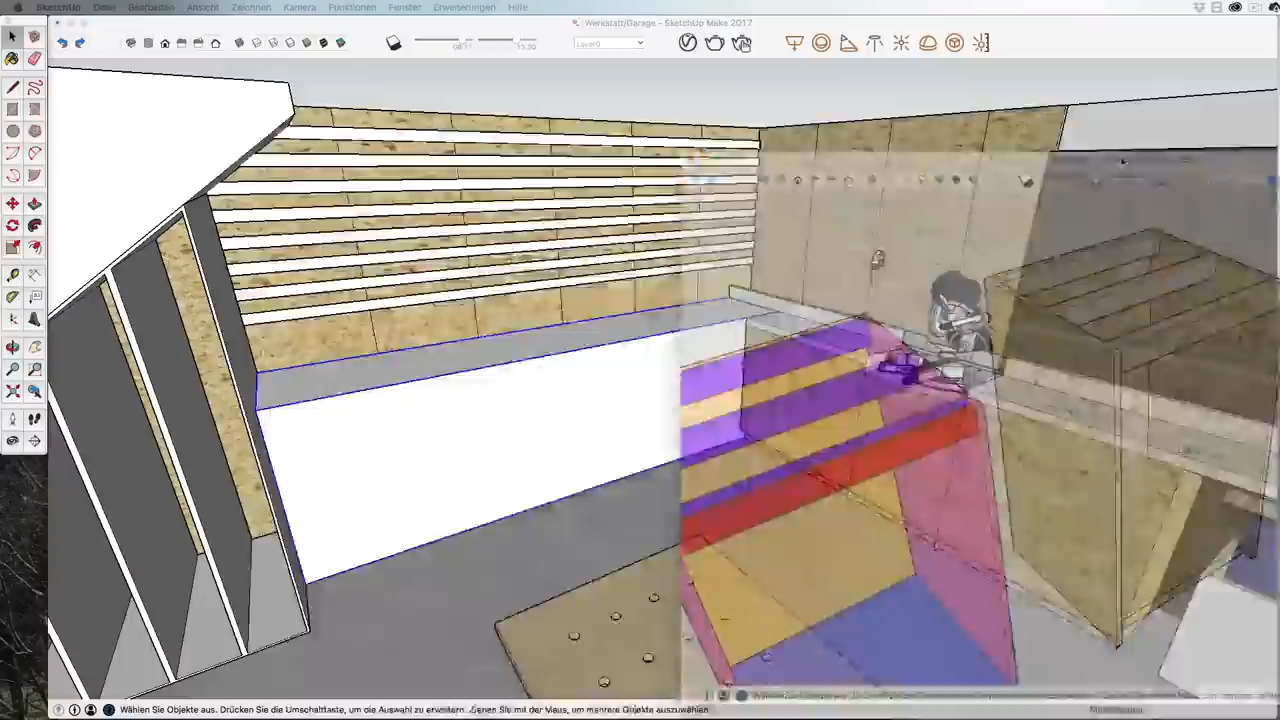 SketchUp Datei Bearbeiten Ansicht Zeichnen Kamera Funktionen Fenster Erweiterungen Hilfe
Werkstatt/Garage - SketchUp Make 2017
Layer0
Wählen Sie Objekte aus. Drücken Sie die Umschalttaste, um die Auswahl zu erweitern. Ziehen Sie mit der Maus, um mehrere Objekte auszuwählen.